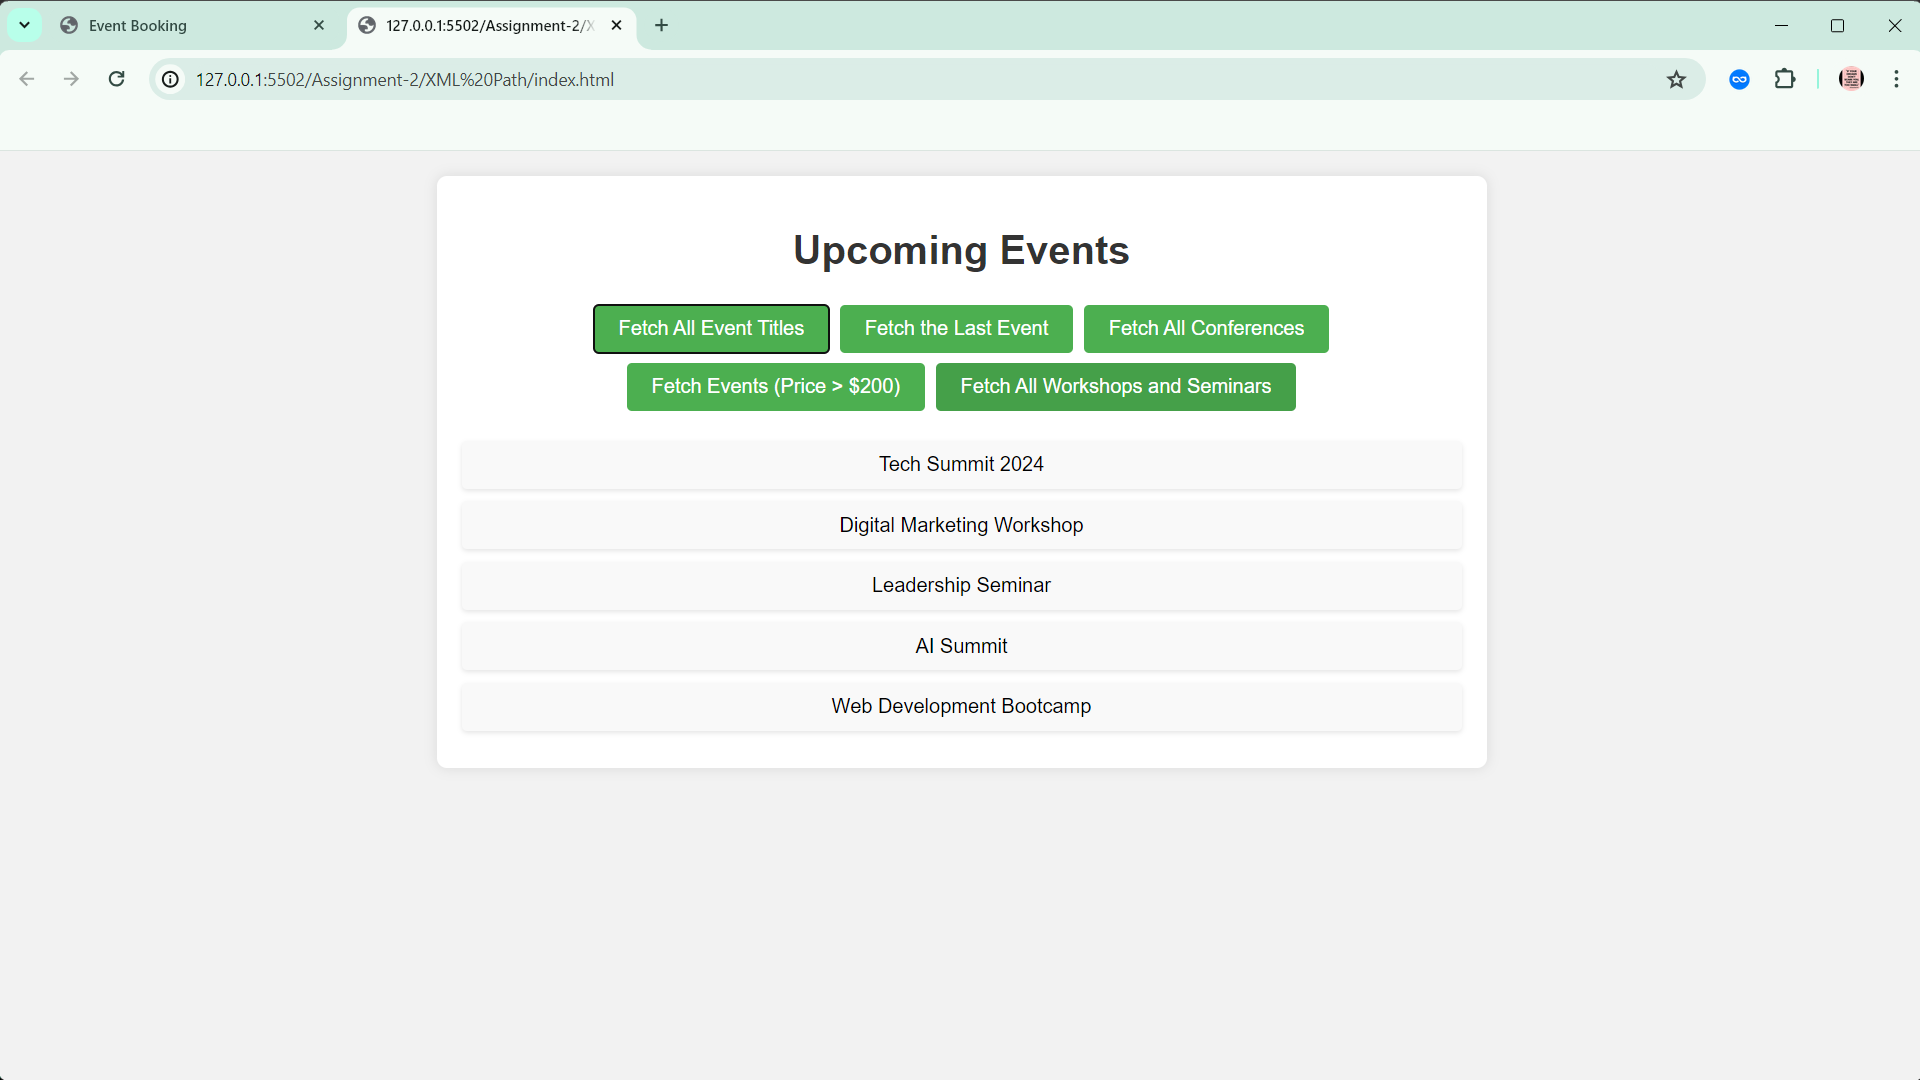 Event Booking
127.0.0.1:5502/Assignment-2/X
127.0.0.1:5502/Assignment-2/XML%20Path/index.html
Upcoming Events
Fetch All Event Titles
Fetch the Last Event
Fetch All Conferences
Fetch Events (Price > $200)
Fetch All Workshops and Seminars
Tech Summit 2024
Digital Marketing Workshop
Leadership Seminar
AI Summit
Web Development Bootcamp